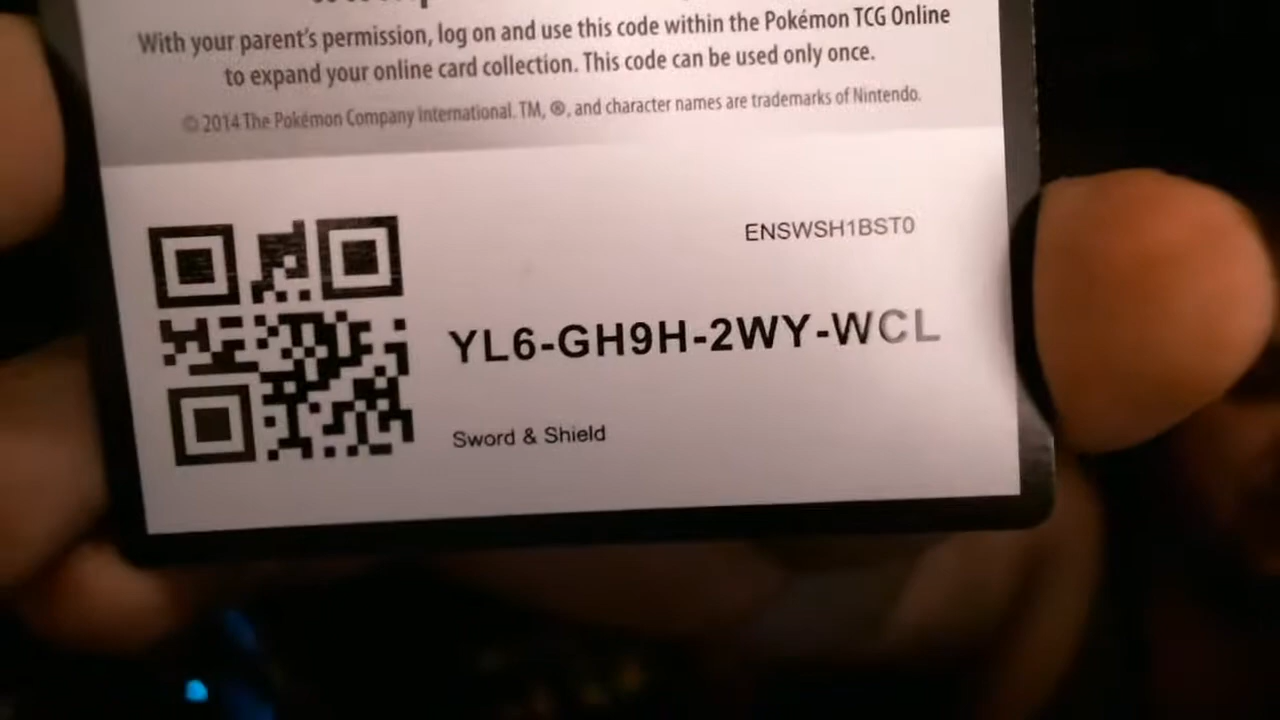 With your parent's permission, log on and use this code within the Pokémon TCG Online
to expand your online card collection. This code can be used only once.
© 2014 The Pokémon Company International. TM, ®, and character names are trademarks of Nintendo.
ENSWSH1BST0
YL6-GH9H-2WY-WCL
Sword & Shield